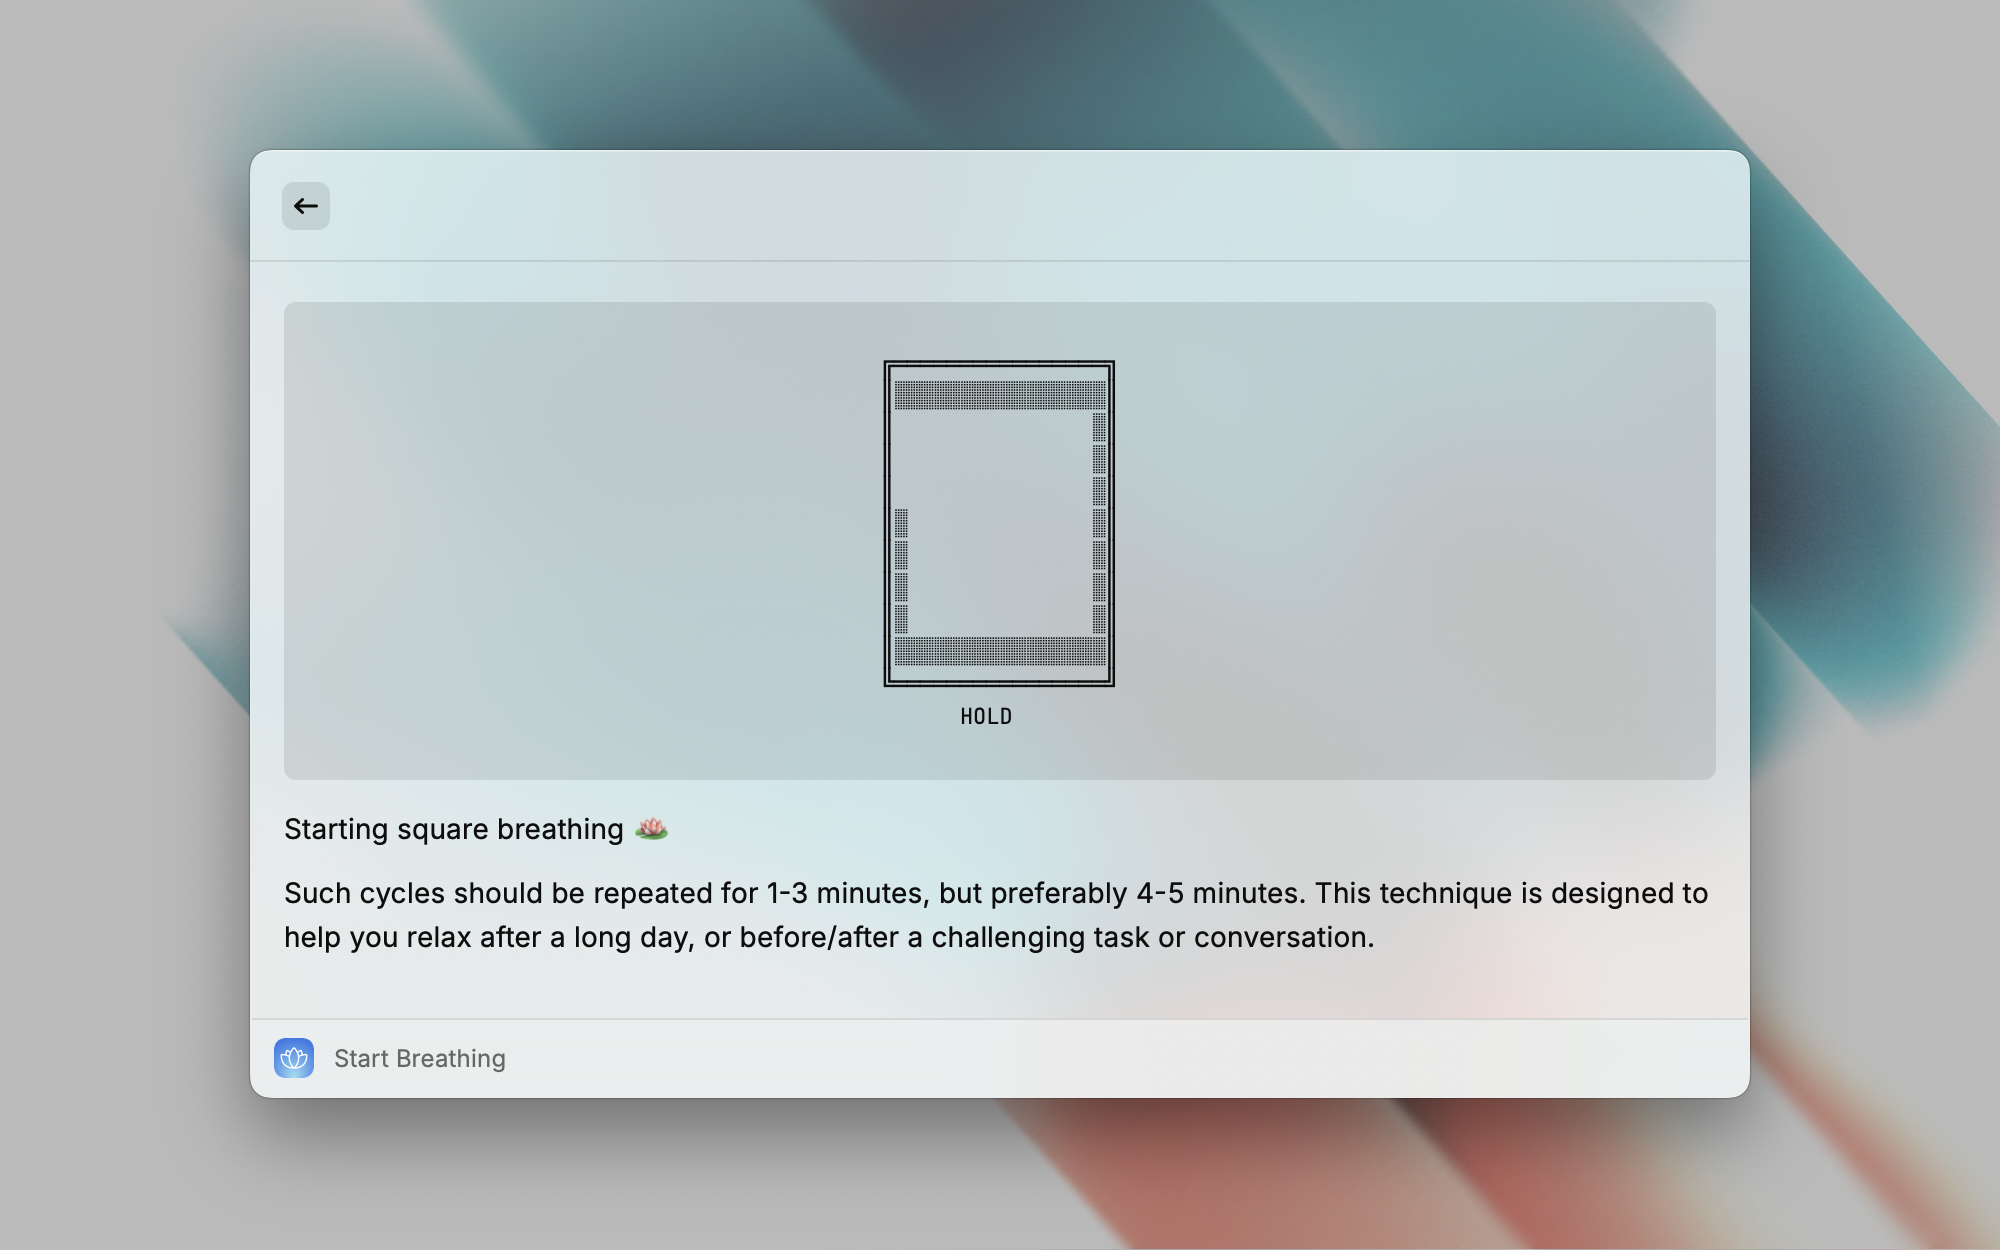 HOLD
Starting square breathing 🪷
Such cycles should be repeated for 1-3 minutes, but preferably 4-5 minutes. This technique is designed to
help you relax after a long day, or before/after a challenging task or conversation.
Start Breathing